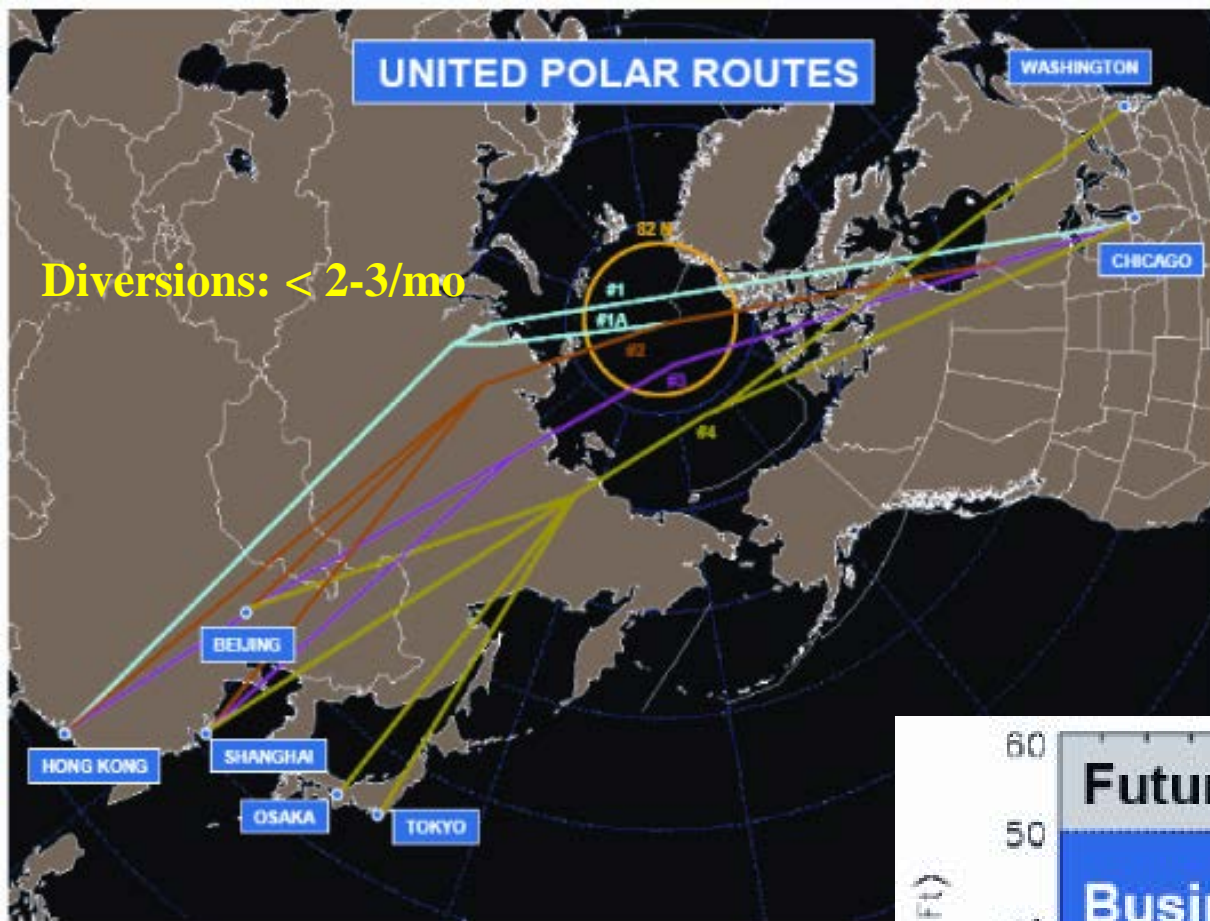 UNITED POLAR ROUTES
WASHINGTON
82 N
CHICAGO
Diversions: < 2-3/mo
#1
#1A
#2
#3
#4
BEIJING
HONG KONG
SHANGHAI
OSAKA
TOKYO
60
50